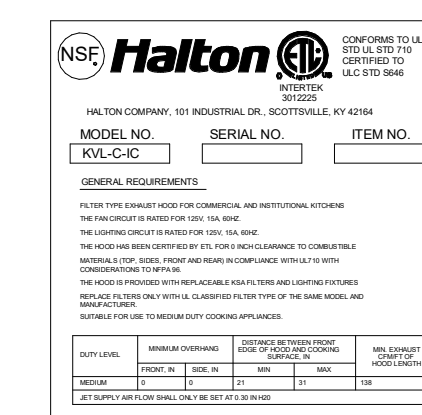 NSF
Halton
ETL
us
INTERTEK
3012225
CONFORMS TO UL
STD UL STD 710
CERTIFIED TO
ULC STD S646
HALTON COMPANY, 101 INDUSTRIAL DR., SCOTTSVILLE, KY 42164
MODEL NO. SERIAL NO. ITEM NO.
KVL-C-IC
GENERAL REQUIREMENTS
FILTER TYPE EXHAUST HOOD FOR COMMERCIAL AND INSTITUTIONAL KITCHENS
THE FAN CIRCUIT IS RATED FOR 125V, 15A, 60HZ.
THE LIGHTING CIRCUIT IS RATED FOR 125V, 15A, 60HZ.
THE HOOD HAS BEEN CERTIFIED BY ETL FOR 0 INCH CLEARANCE TO COMBUSTIBLE
MATERIALS (TOP, SIDES, FRONT AND REAR) IN COMPLIANCE WITH UL710 WITH
CONSIDERATIONS TO NFPA 96.
THE HOOD IS PROVIDED WITH REPLACEABLE KSA FILTERS AND LIGHTING FIXTURES
REPLACE FILTERS ONLY WITH UL CLASSIFIED FILTER TYPE OF THE SAME MODEL AND
MANUFACTURER.
SUITABLE FOR USE TO MEDIUM DUTY COOKING APPLIANCES.
DUTY LEVEL
MINIMUM OVERHANG
DISTANCE BETWEEN FRONT
EDGE OF HOOD AND COOKING
SURFACE, IN
MIN. EXHAUST
CFM/FT OF
HOOD LENGTH
FRONT, IN SIDE, IN MIN MAX
MEDIUM 0 0 21 31 138
JET SUPPLY AIR FLOW SHALL ONLY BE SET AT 0.30 IN H20